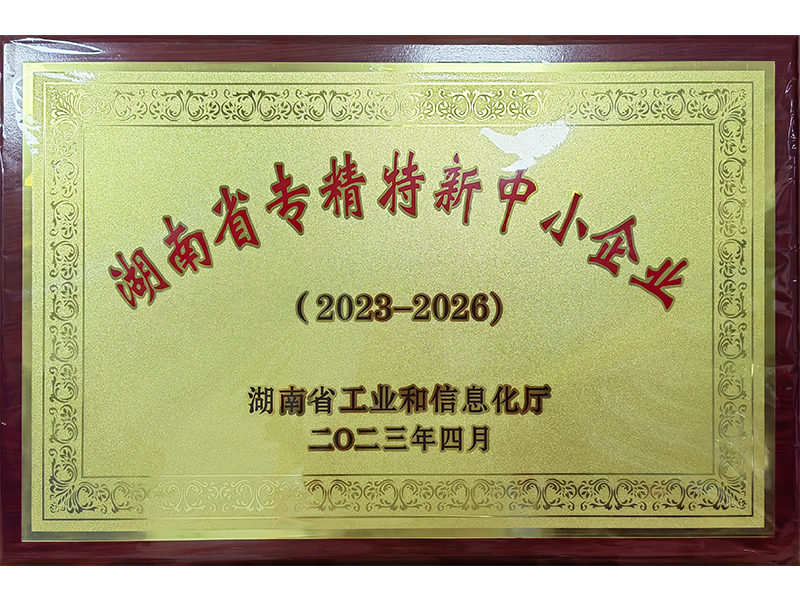 湖南省专精特新中小企业
(2023-2026)
湖南省工业和信息化厅
二〇二三年四月